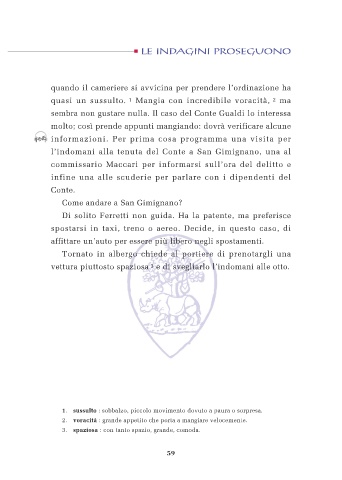 LE INDAGINI PROSEGUONO
quando il cameriere si avvicina per prendere l'ordinazione ha
quasi un sussulto. 1 Mangia con incredibile voracità, 2 ma
sembra non gustare nulla. Il caso del Conte Gualdi lo interessa
molto; così prende appunti mangiando: dovrà verificare alcune
informazioni. Per prima cosa programma una visita per
l'indomani alla tenuta del Conte a San Gimignano, una al
commissario Maccari per informarsi sull'ora del delitto e
infine una alle scuderie per parlare con i dipendenti del
Conte.
Come andare a San Gimignano?
Di solito Ferretti non guida. Ha la patente, ma preferisce
spostarsi in taxi, treno o aereo. Decide, in questo caso, di
affittare un'auto per essere più libero negli spostamenti.
Tornato in albergo chiede al portiere di prenotargli una
vettura piuttosto spaziosa 3 e di svegliarlo l'indomani alle otto.
1. sussulto : sobbalzo, piccolo movimento dovuto a paura o sorpresa.
2. voracità : grande appetito che porta a mangiare velocemente.
3. spaziosa : con tanto spazio, grande, comoda.
59